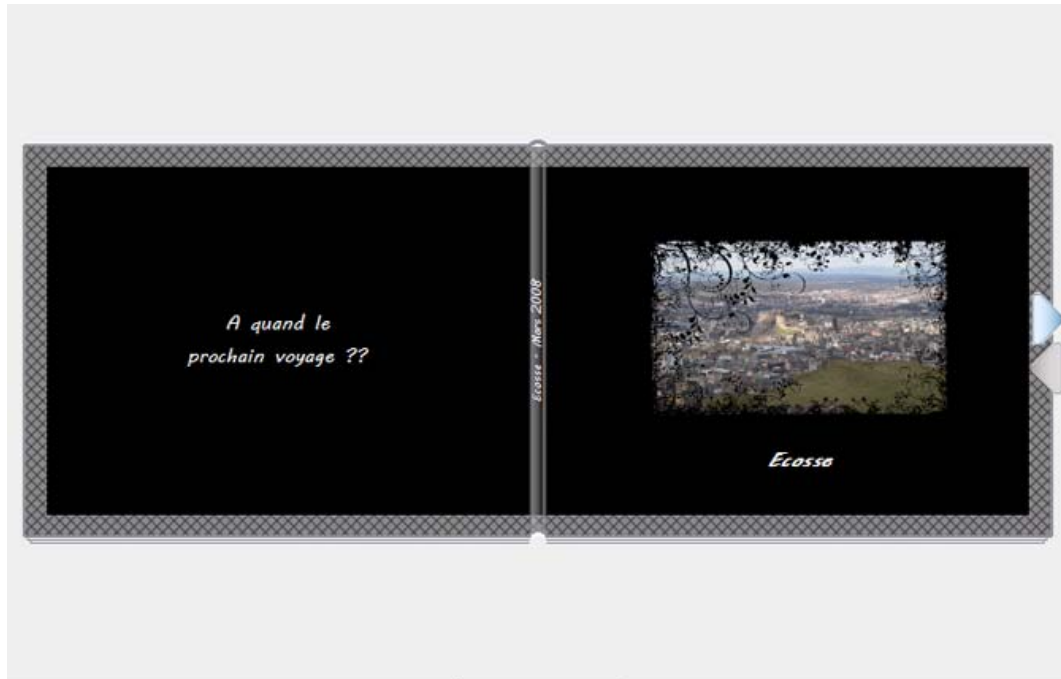 A quand le
prochain voyage ??
Ecosse - Mars 2008
Ecosse